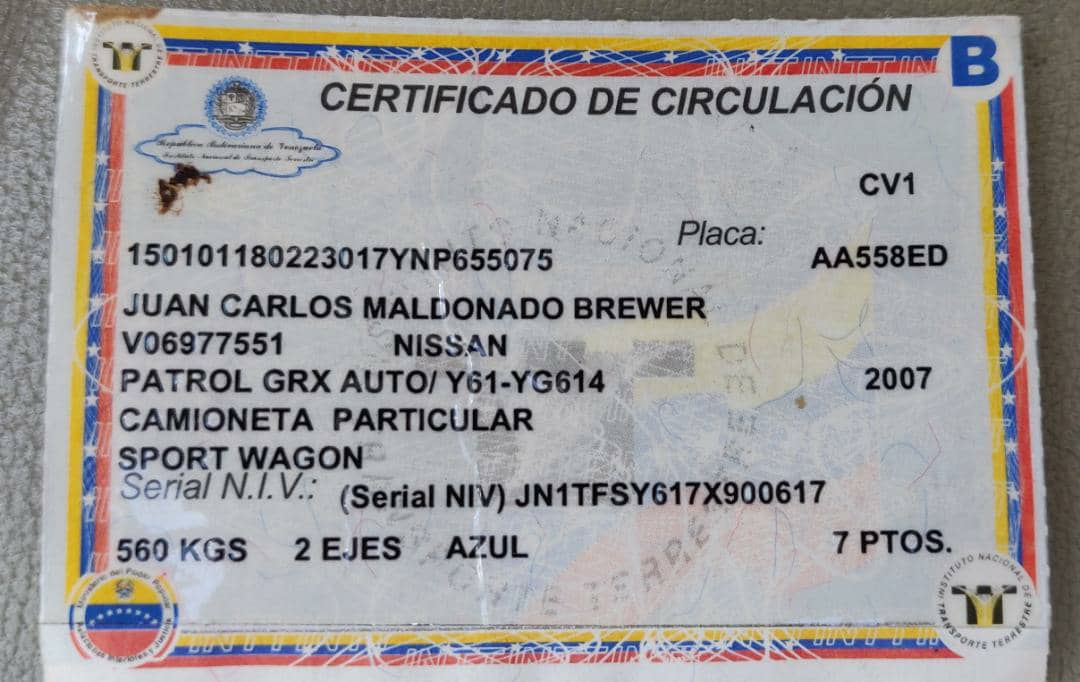 B
CERTIFICADO DE CIRCULACIÓN
República Bolivariana de Venezuela
Instituto Nacional de Transporte Terrestre
CV1
Placa:
150101180223017YNP655075 AA558ED
JUAN CARLOS MALDONADO BREWER
V06977551 NISSAN
PATROL GRX AUTO/ Y61-YG614 2007
CAMIONETA PARTICULAR
SPORT WAGON
Serial N.I.V.: (Serial NIV) JN1TFSY617X900617
560 KGS 2 EJES AZUL 7 PTOS.
INSTITUTO NACIONAL DE
TRANSPORTE TERRESTRE